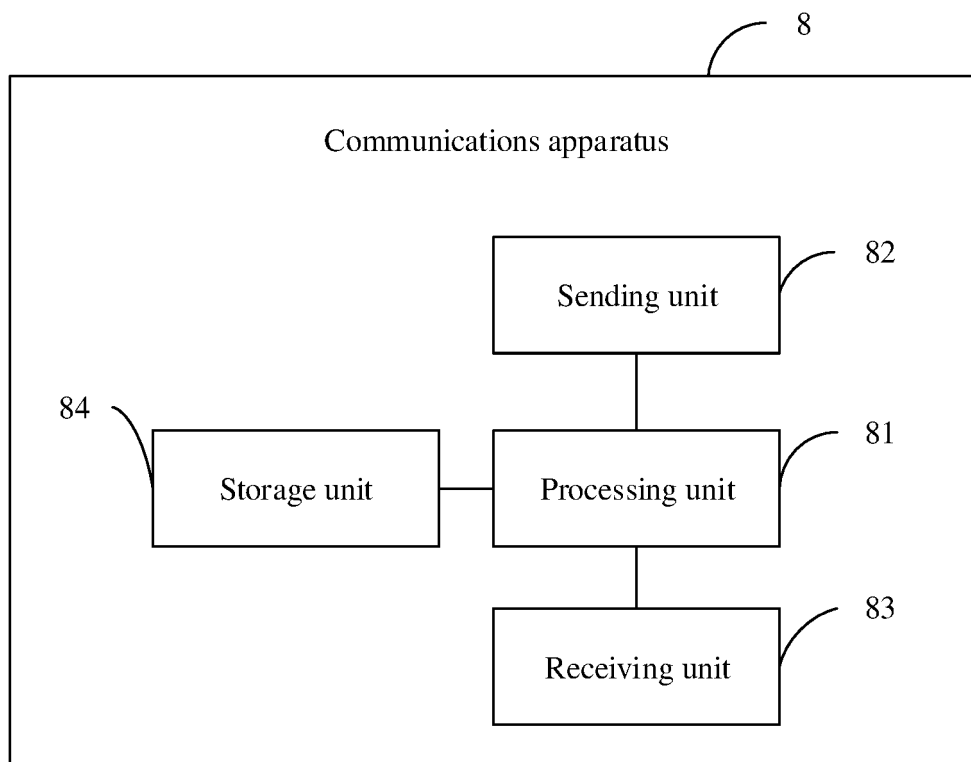 8
Communications apparatus
82
Sending unit
84
81
Storage unit
Processing unit
83
Receiving unit